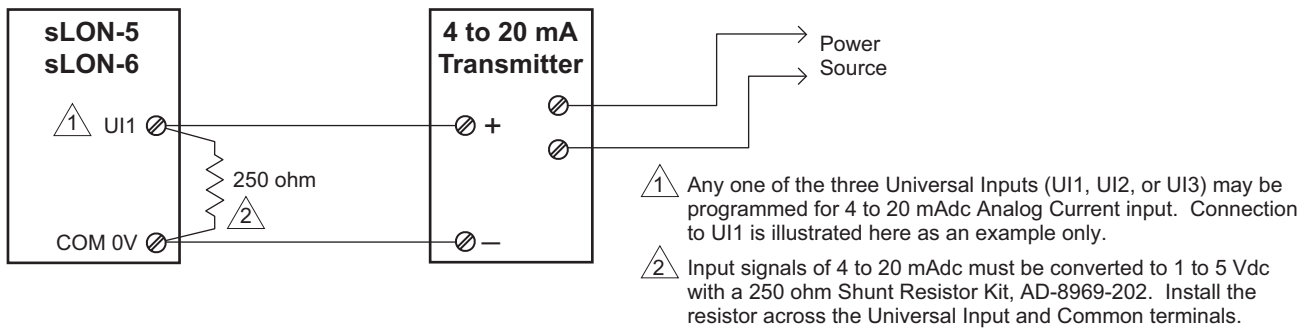 sLON-5
sLON-6
4 to 20 mA
Transmitter
Power
Source
1 UI1
+
250 ohm
2
COM 0V
–
1 Any one of the three Universal Inputs (UI1, UI2, or UI3) may be
programmed for 4 to 20 mAdc Analog Current input. Connection
to UI1 is illustrated here as an example only.
2 Input signals of 4 to 20 mAdc must be converted to 1 to 5 Vdc
with a 250 ohm Shunt Resistor Kit, AD-8969-202. Install the
resistor across the Universal Input and Common terminals.